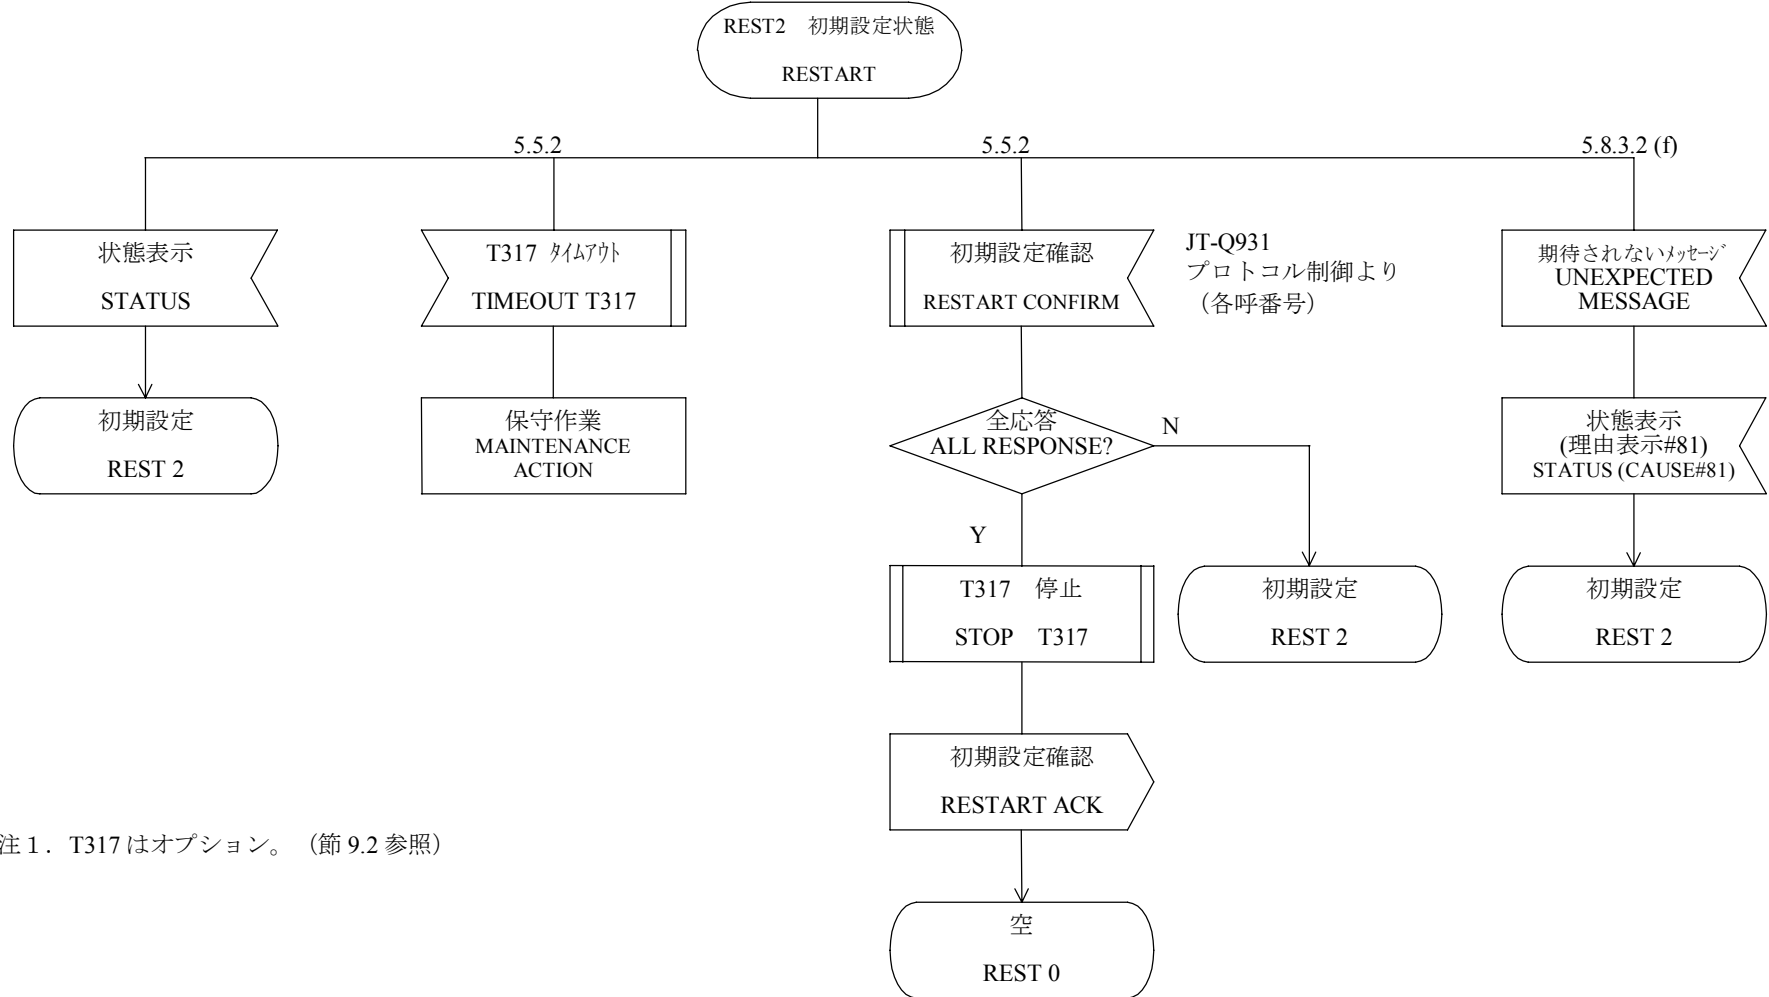 REST2　初期設定状態
RESTART
5.5.2
5.5.2
5.8.3.2 (f)
状態表示
STATUS
T317 ﾀｲﾑｱｳﾄ
TIMEOUT T317
初期設定確認
RESTART CONFIRM
JT-Q931
プロトコル制御より
（各呼番号）
期待されないﾒｯｾｰｼﾞ
UNEXPECTED
MESSAGE
初期設定
REST 2
保守作業
MAINTENANCE
ACTION
全応答
ALL RESPONSE?
N
状態表示
(理由表示#81)
STATUS (CAUSE#81)
Y
T317　停止
STOP　T317
初期設定
REST 2
初期設定
REST 2
初期設定確認
RESTART ACK
注１．T317 はオプション。（節 9.2 参照）
空
REST 0